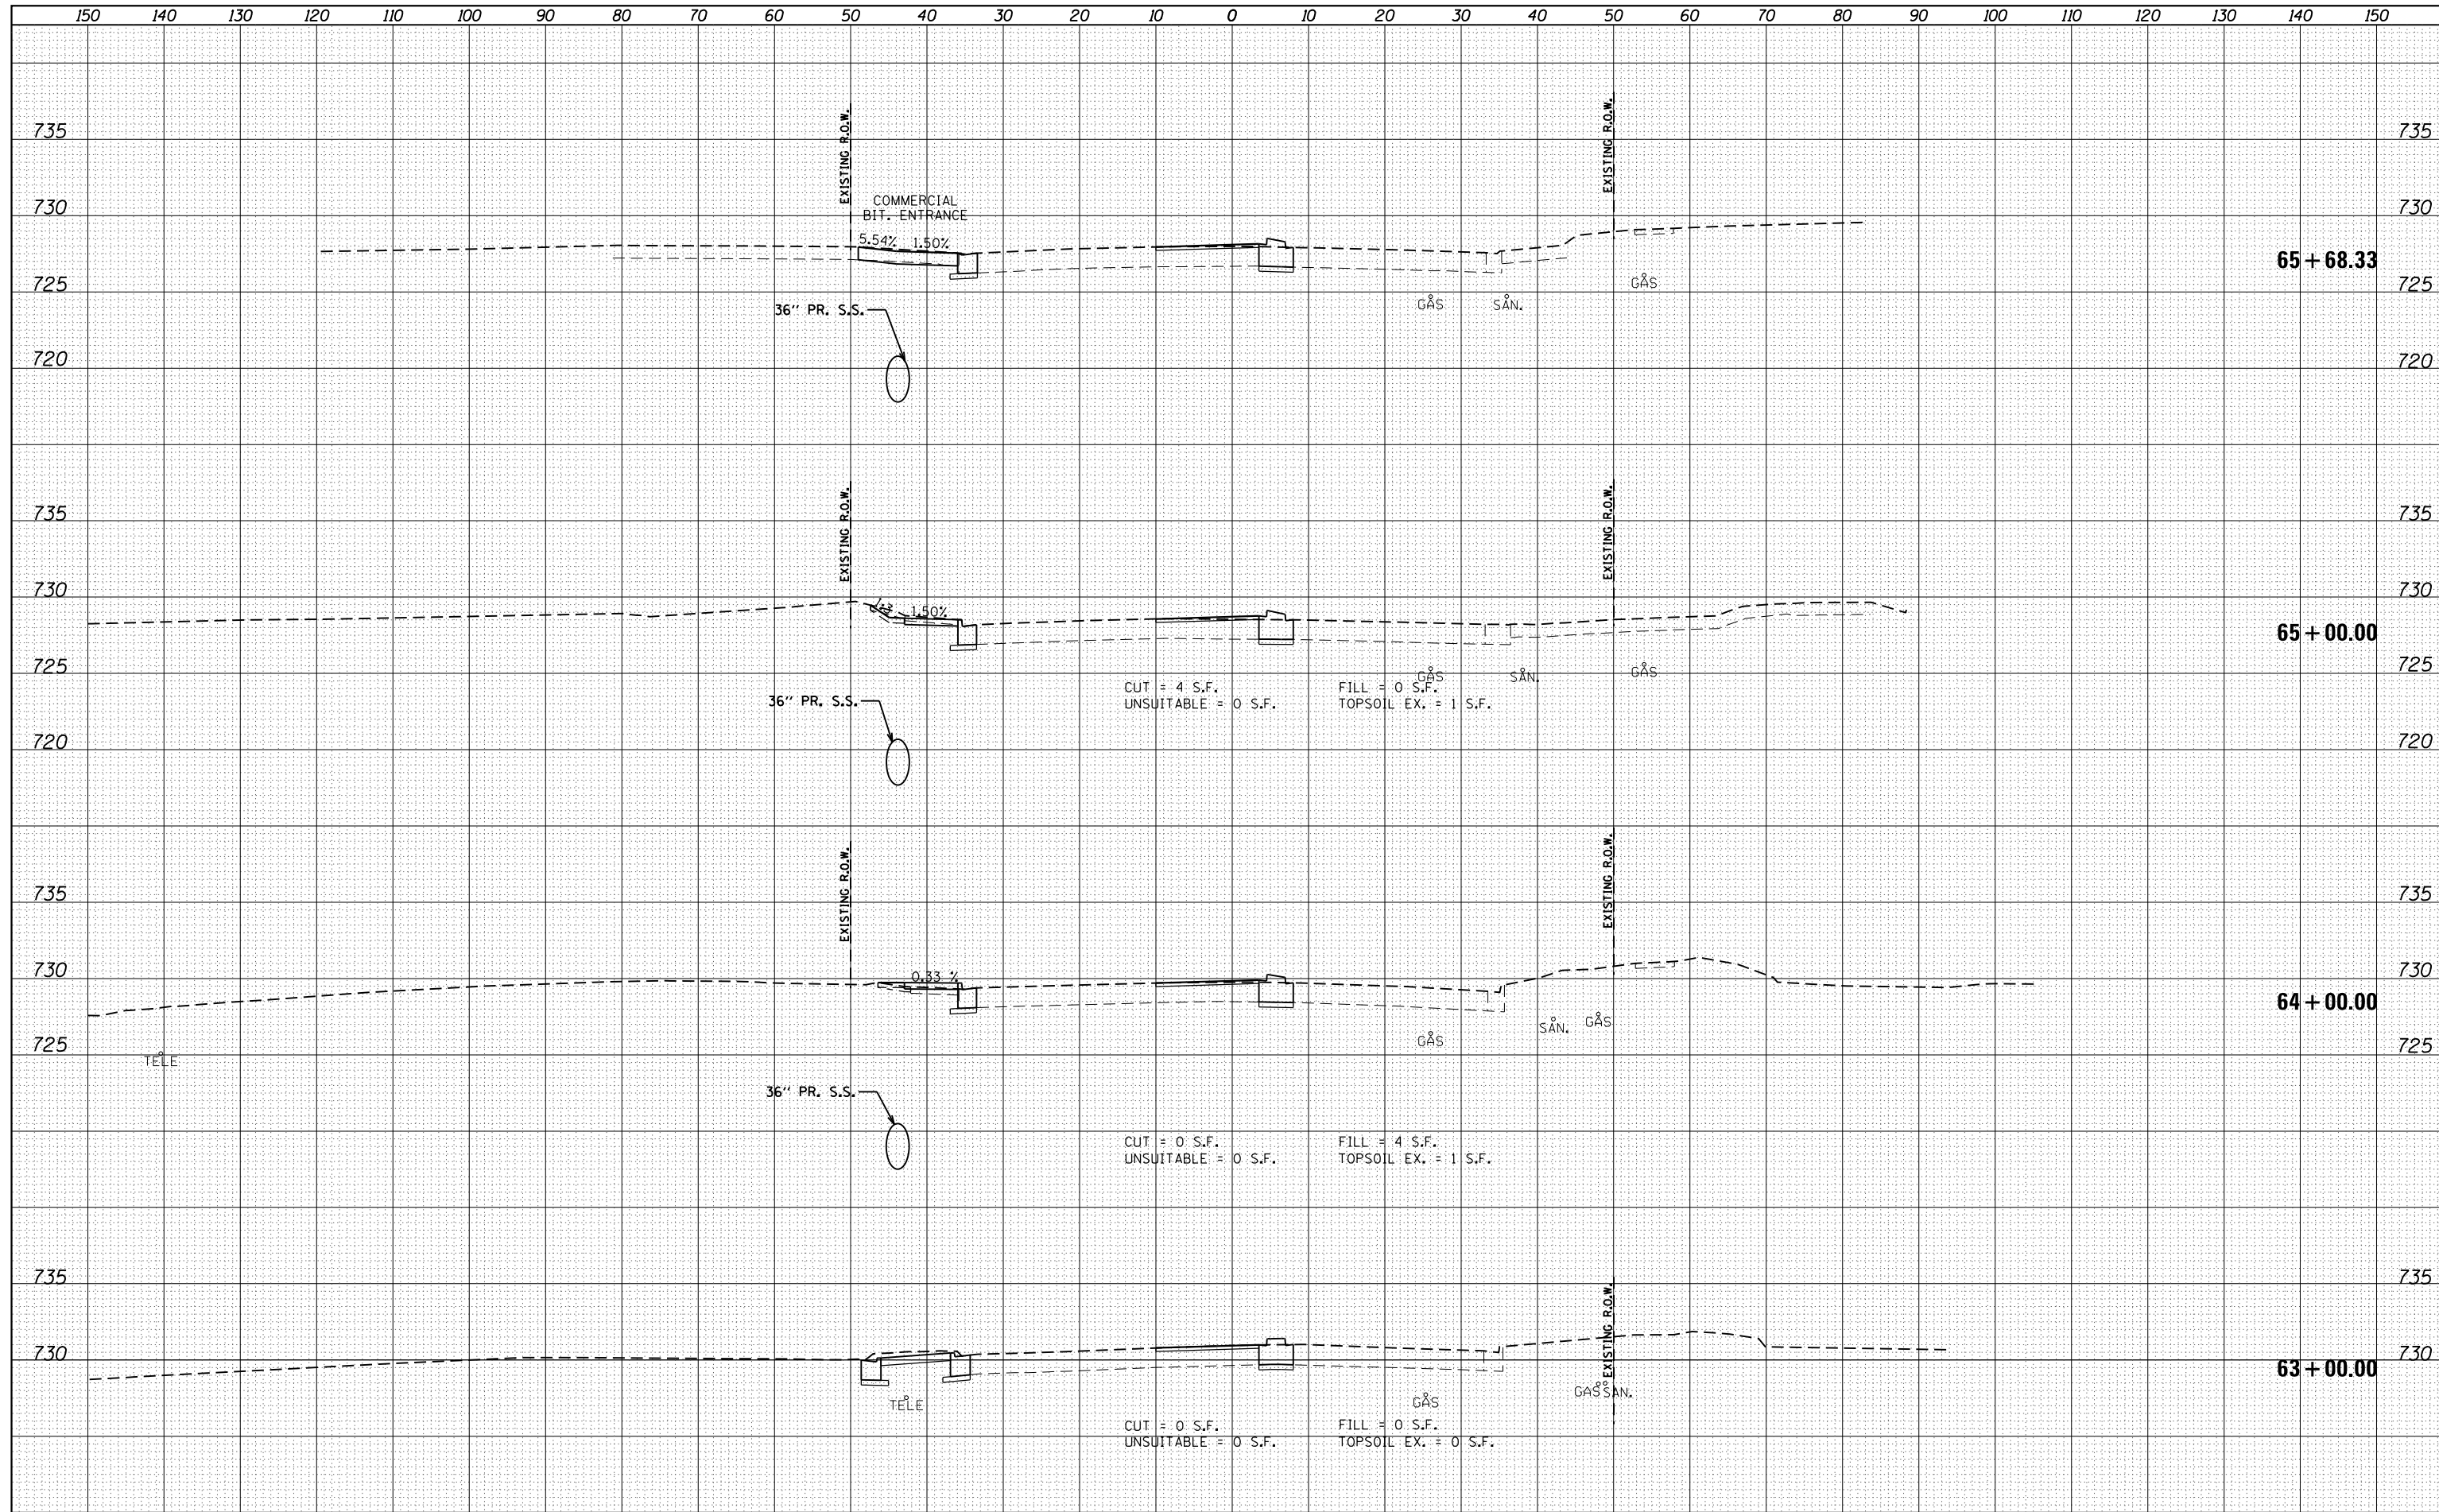 150 140 130 120 110 100 90 80 70 60 50 40 30 20 10 0 10 20 30 40 50 60 70 80 90 100 110 120 130 140 150
EXISTING R.O.W.
EXISTING R.O.W.
735 735
COMMERCIAL
BIT. ENTRANCE
730 730
5.54% 1.50%
65+68.33
725 725
GAS
GAS
SAN.
36" PR. S.S.
720 720
EXISTING R.O.W.
EXISTING R.O.W.
735 735
730 730
1:3
1.50%
65+00.00
725 725
GAS
SAN.
GAS
CUT = 4 S.F. FILL = 0 S.F.
UNSUITABLE = 0 S.F. TOPSOIL EX. = 1 S.F.
36" PR. S.S.
720 720
EXISTING R.O.W.
EXISTING R.O.W.
735 735
730 730
0.33 %
64+00.00
SAN.
GAS
GAS
725 725
TELE
36" PR. S.S.
CUT = 0 S.F. FILL = 4 S.F.
UNSUITABLE = 0 S.F. TOPSOIL EX. = 1 S.F.
735 735
EXISTING R.O.W.
730 730
63+00.00
GAS
SAN.
TELE
GAS
CUT = 0 S.F. FILL = 0 S.F.
UNSUITABLE = 0 S.F. TOPSOIL EX. = 0 S.F.